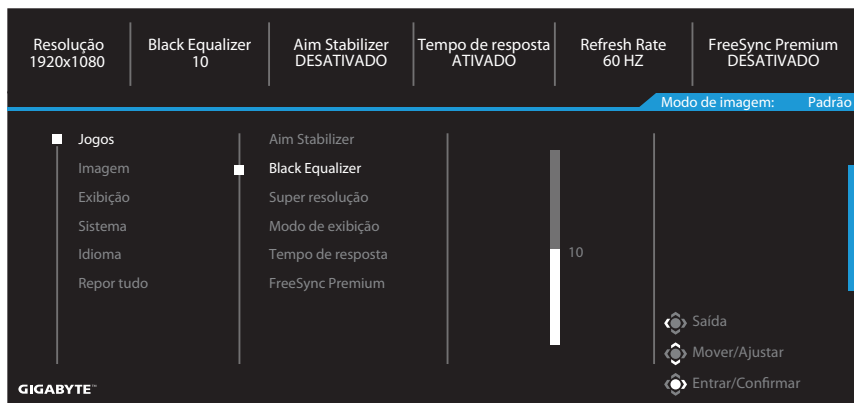 Resolução
1920x1080
Black Equalizer
10
Aim Stabilizer
DESATIVADO
Tempo de resposta
ATIVADO
Refresh Rate
60 HZ
FreeSync Premium
DESATIVADO
Modo de imagem: Padrão
Jogos
Imagem
Exibição
Sistema
Idioma
Repor tudo
Aim Stabilizer
Black Equalizer
Super resolução
Modo de exibição
Tempo de resposta
FreeSync Premium
10
Saída
Mover/Ajustar
Entrar/Confirmar
GIGABYTE™